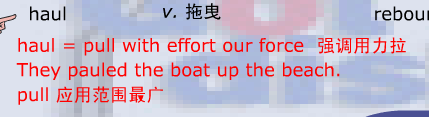 haul v. 拖曳 rebour
haul = pull with effort our force 强调用力拉
They pauled the boat up the beach.
pull 应用范围最广